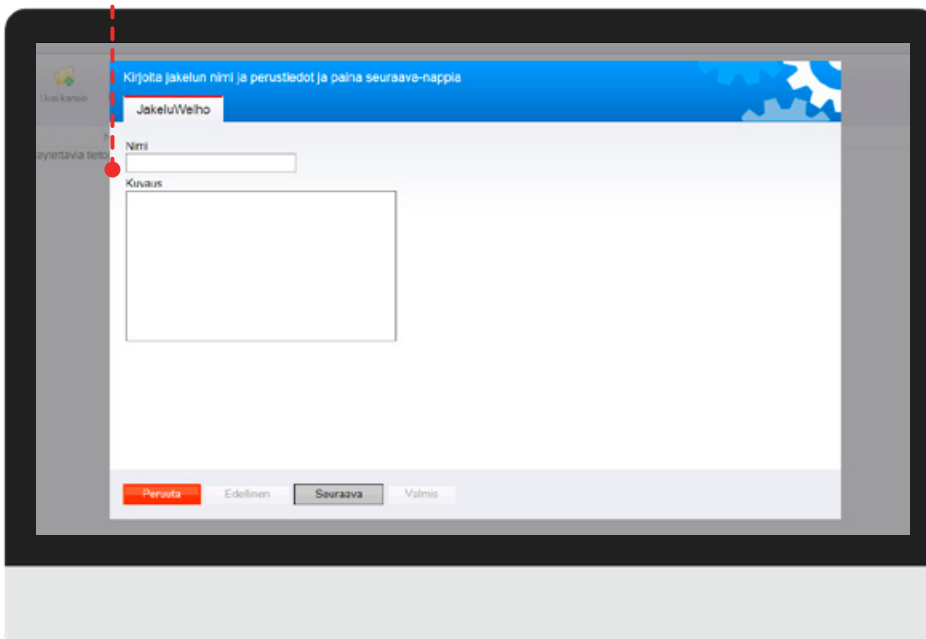 Kirjoita jakelun nimi ja perustiedot ja paina seuraava-nappia
Uusi kansio
JakeluWelho
Nimi
Kuvaus
Peruuta
Edellinen
Seuraava
Valmis